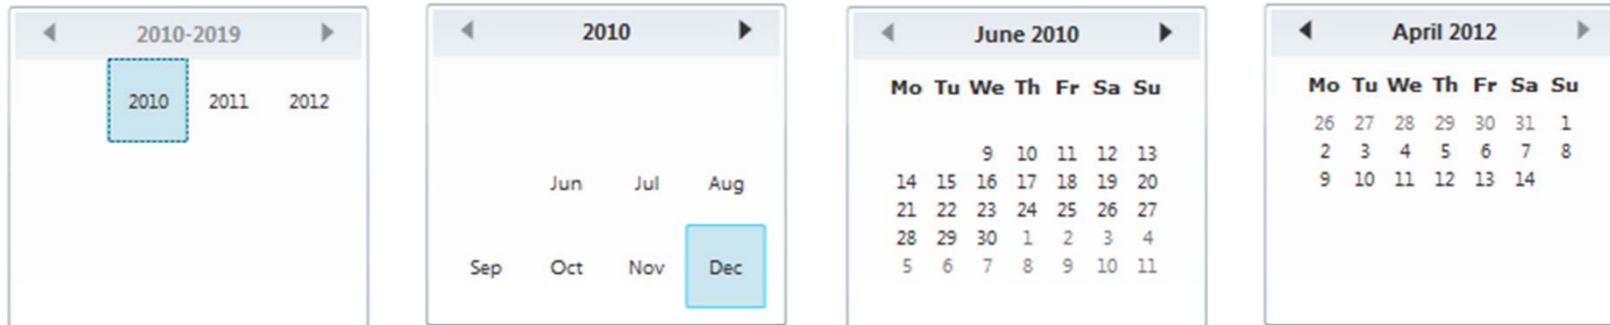 2010-2019
2010 2011 2012
2010
Jun Jul Aug
Sep Oct Nov Dec
June 2010
Mo Tu We Th Fr Sa Su
9 10 11 12 13
14 15 16 17 18 19 20
21 22 23 24 25 26 27
28 29 30 1 2 3 4
5 6 7 8 9 10 11
April 2012
Mo Tu We Th Fr Sa Su
26 27 28 29 30 31 1
2 3 4 5 6 7 8
9 10 11 12 13 14